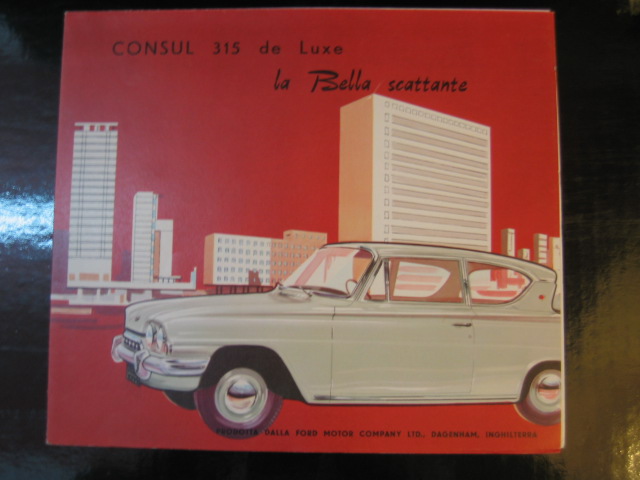 CONSUL 315 de Luxe
la Bella scattante
PRODOTTA DALLA FORD MOTOR COMPANY LTD., DAGENHAM, INGHILTERRA